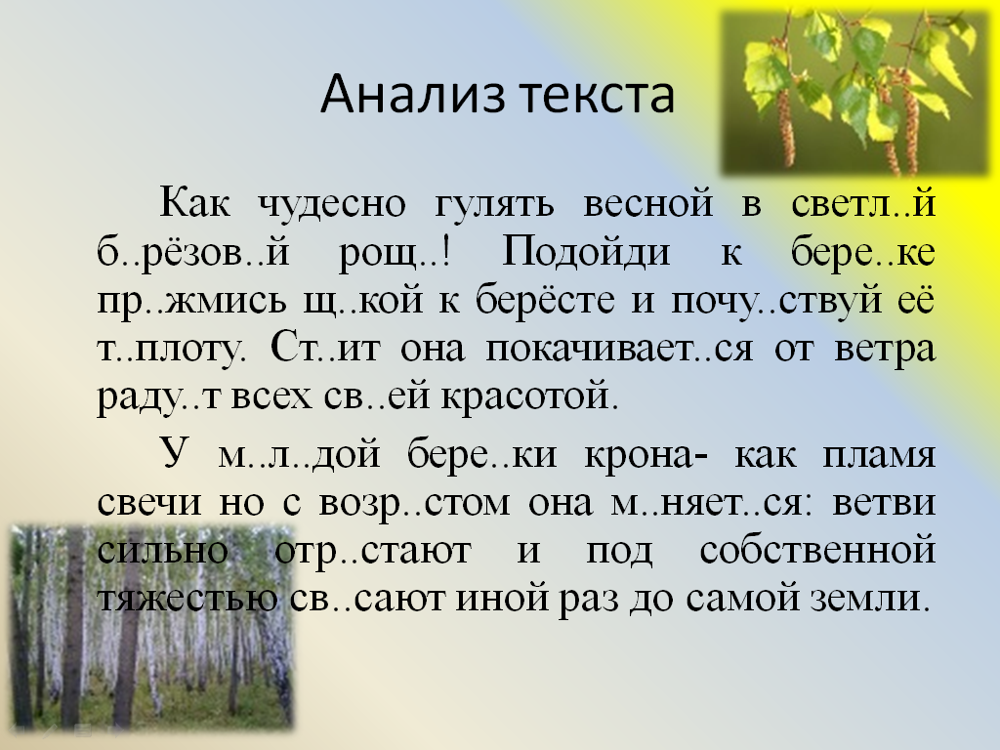 Анализ текста
Как чудесно гулять весной в светл..й
б..рёзов..й рощ..! Подойди к бере..ке
пр..жмись щ..кой к берёсте и почу..ствуй её
т..плоту. Ст..ит она покачивает..ся от ветра
раду..т всех св..ей красотой.
У м..л..дой бере..ки крона- как пламя
свечи но с возр..стом она м..няет..ся: ветви
сильно отр..стают и под собственной
тяжестью св..сают иной раз до самой земли.